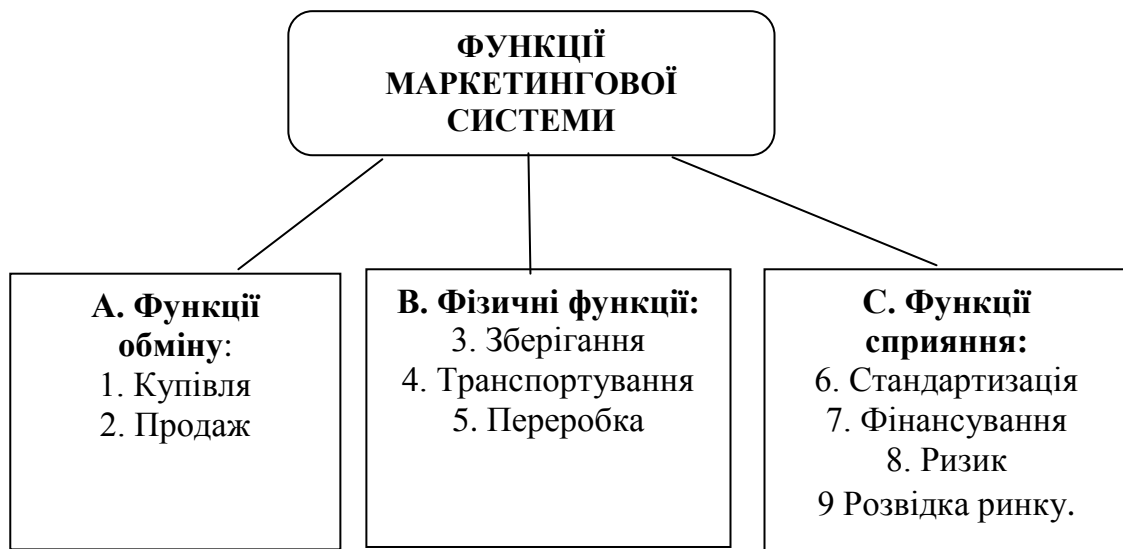 ФУНКЦІЇ
МАРКЕТИНГОВОЇ
СИСТЕМИ
А. Функції
обміну:
1. Купівля
2. Продаж
В. Фізичні функції:
3. Зберігання
4. Транспортування
5. Переробка
С. Функції
сприяння:
6. Стандартизація
7. Фінансування
8. Ризик
9 Розвідка ринку.